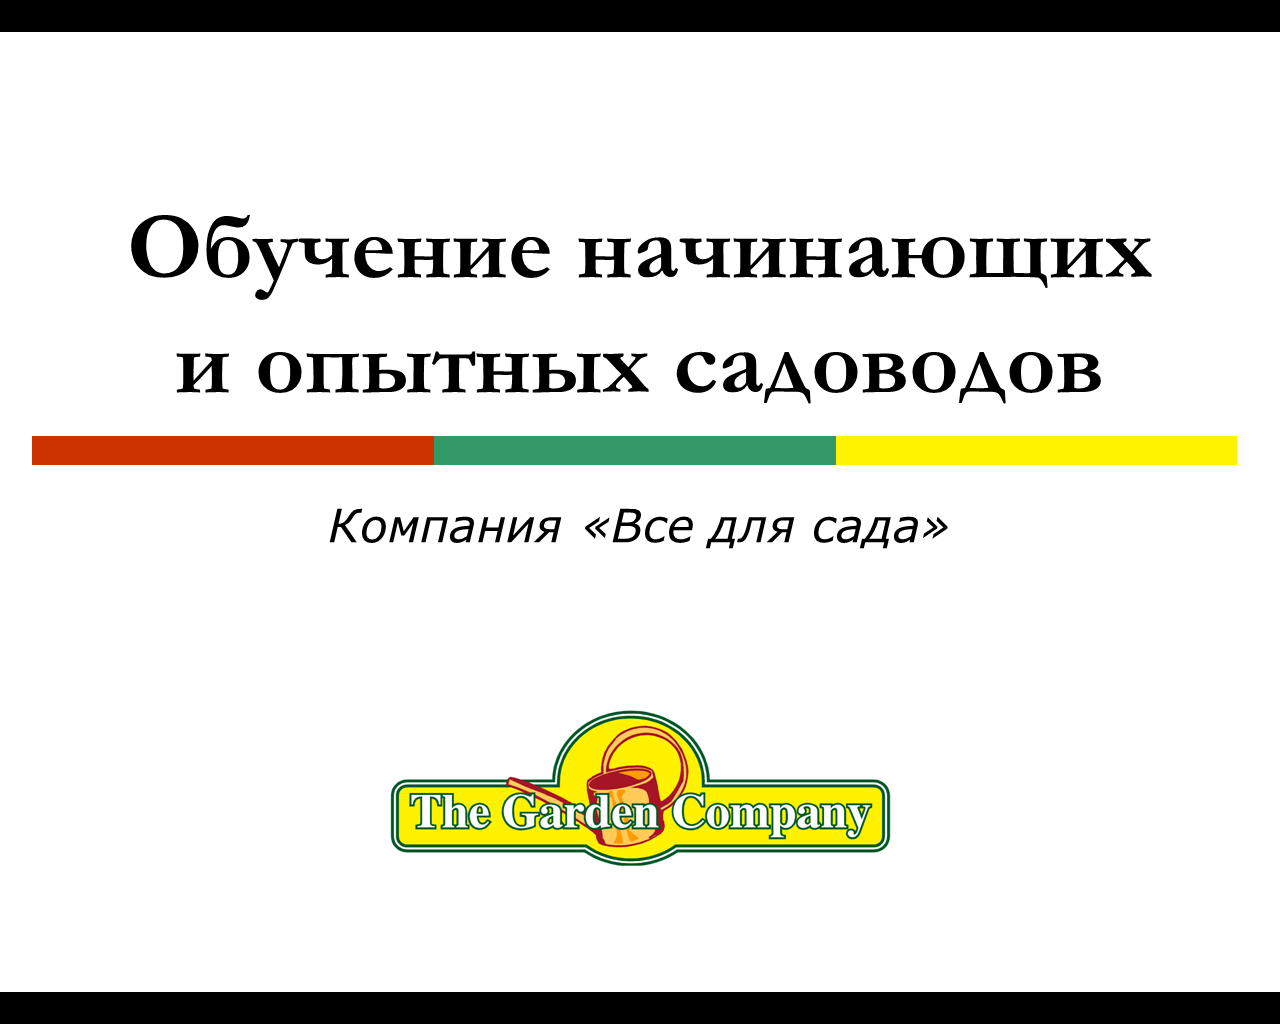 Обучение начинающих
и опытных садоводов
Компания «Все для сада»
The Garden Company